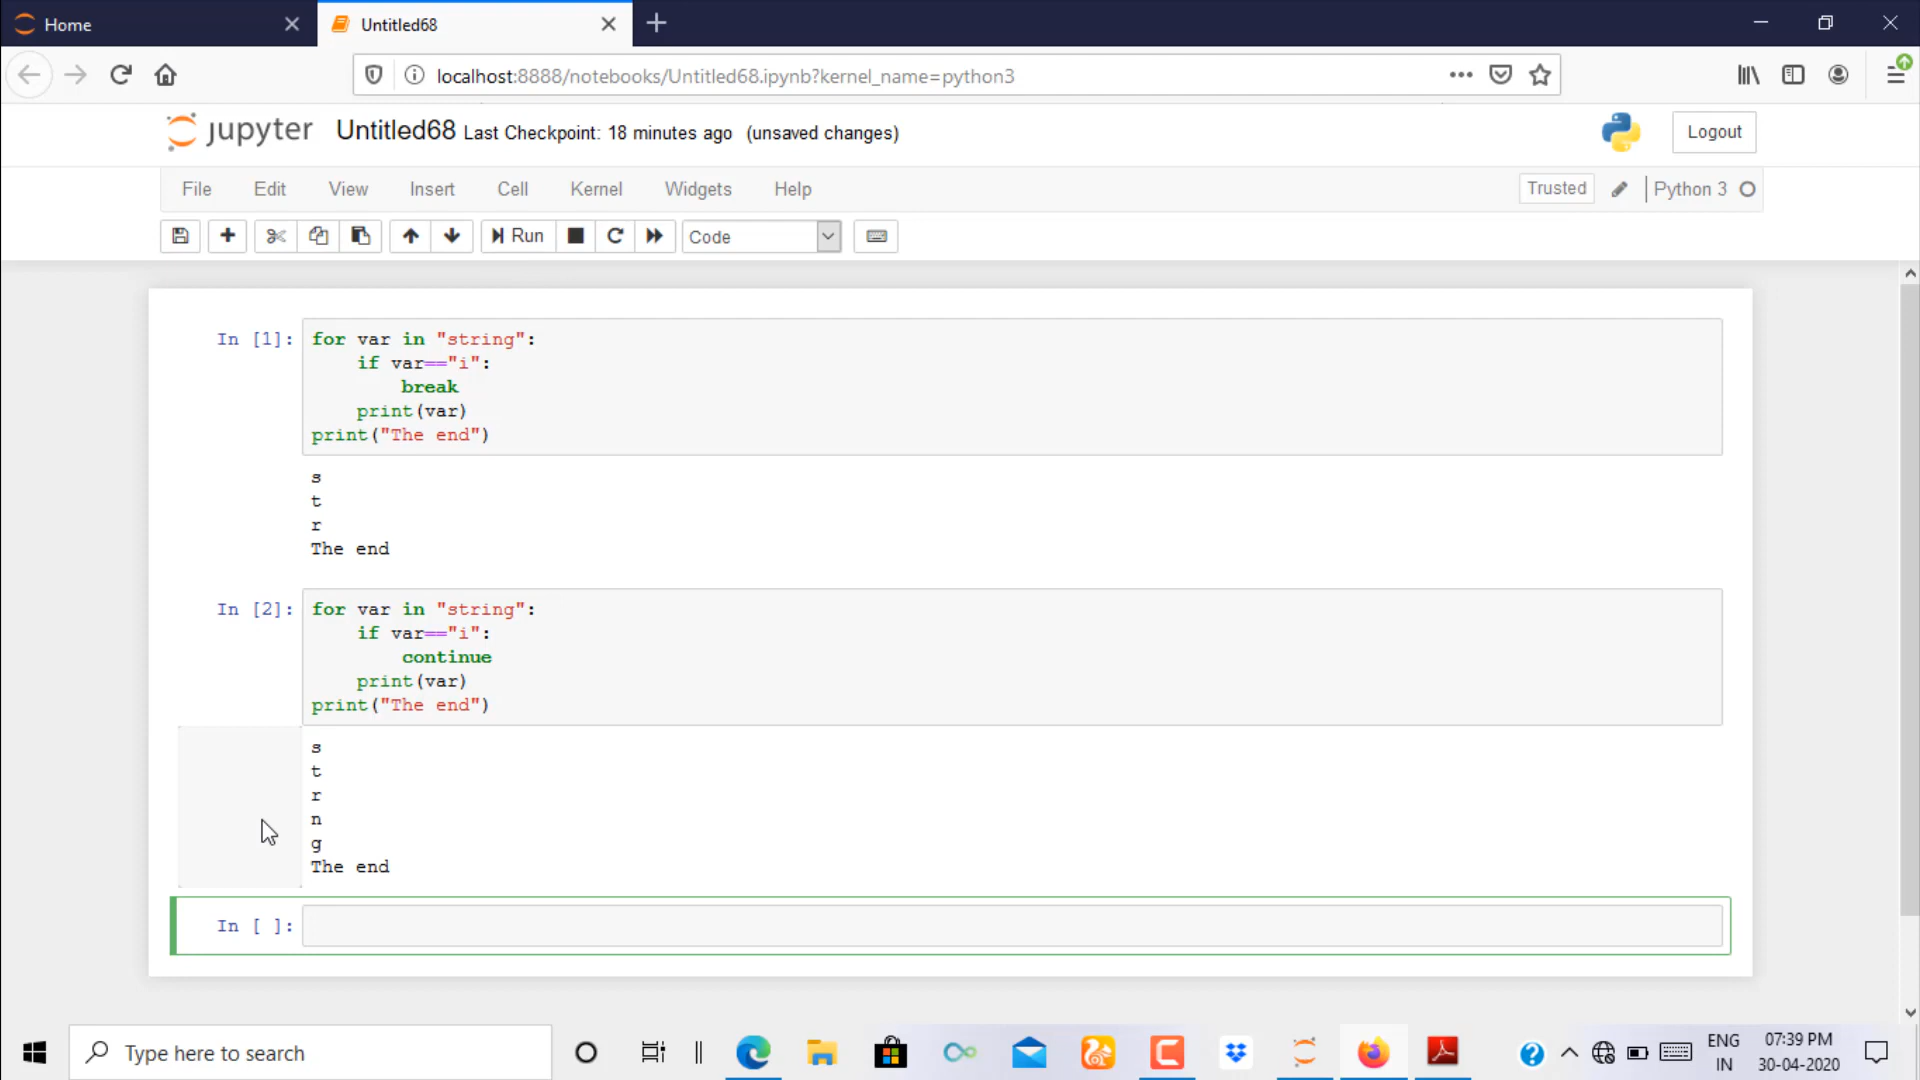 Home
Untitled68
localhost:8888/notebooks/Untitled68.ipynb?kernel_name=python3
jupyter Untitled68 Last Checkpoint: 18 minutes ago (unsaved changes)
Logout
File Edit View Insert Cell Kernel Widgets Help
Trusted Python 3
Run Code
In [1]: for var in "string":
    if var=="i":
        break
    print(var)
print("The end")
s
t
r
The end
In [2]: for var in "string":
    if var=="i":
        continue
    print(var)
print("The end")
s
t
r
n
g
The end
In [ ]:
Type here to search
ENG 07:39 PM
IN 30-04-2020